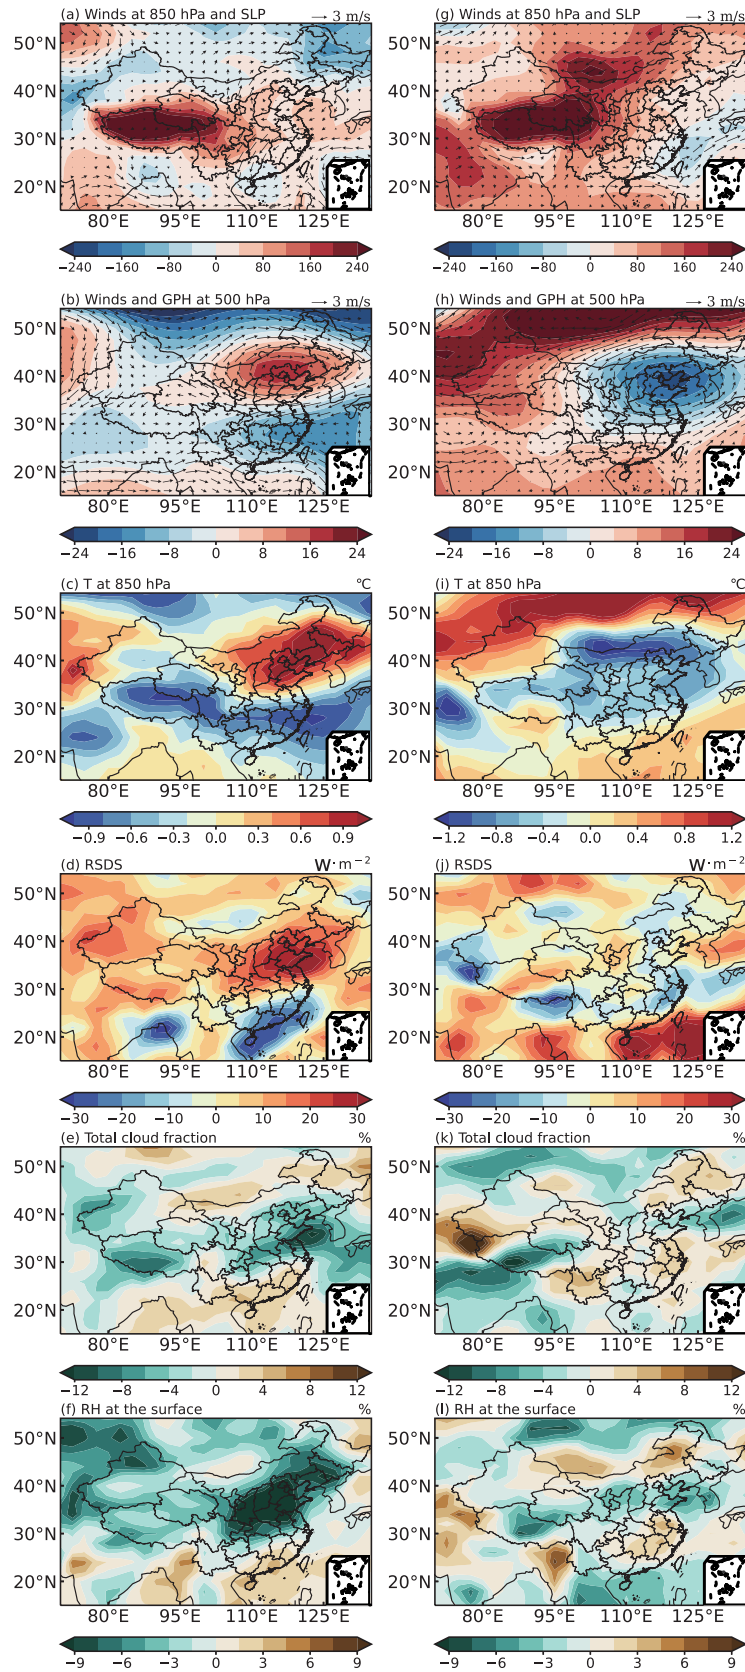 (a) Winds at 850 hPa and SLP → 3 m/s
50°N
40°N
30°N
20°N
80°E 95°E 110°E 125°E
−240 −160 −80 0 80 160 240
(b) Winds and GPH at 500 hPa → 3 m/s
50°N
40°N
30°N
20°N
80°E 95°E 110°E 125°E
−24 −16 −8 0 8 16 24
(c) T at 850 hPa °C
50°N
40°N
30°N
20°N
80°E 95°E 110°E 125°E
−0.9 −0.6 −0.3 0.0 0.3 0.6 0.9
(d) RSDS W·m−2
50°N
40°N
30°N
20°N
80°E 95°E 110°E 125°E
−30 −20 −10 0 10 20 30
(e) Total cloud fraction %
50°N
40°N
30°N
20°N
80°E 95°E 110°E 125°E
−12 −8 −4 0 4 8 12
(f) RH at the surface %
50°N
40°N
30°N
20°N
80°E 95°E 110°E 125°E
−9 −6 −3 0 3 6 9
(g) Winds at 850 hPa and SLP → 3 m/s
50°N
40°N
30°N
20°N
80°E 95°E 110°E 125°E
−240 −160 −80 0 80 160 240
(h) Winds and GPH at 500 hPa → 3 m/s
50°N
40°N
30°N
20°N
80°E 95°E 110°E 125°E
−24 −16 −8 0 8 16 24
(i) T at 850 hPa °C
50°N
40°N
30°N
20°N
80°E 95°E 110°E 125°E
−1.2 −0.8 −0.4 0.0 0.4 0.8 1.2
(j) RSDS W·m−2
50°N
40°N
30°N
20°N
80°E 95°E 110°E 125°E
−30 −20 −10 0 10 20 30
(k) Total cloud fraction %
50°N
40°N
30°N
20°N
80°E 95°E 110°E 125°E
−12 −8 −4 0 4 8 12
(l) RH at the surface %
50°N
40°N
30°N
20°N
80°E 95°E 110°E 125°E
−9 −6 −3 0 3 6 9